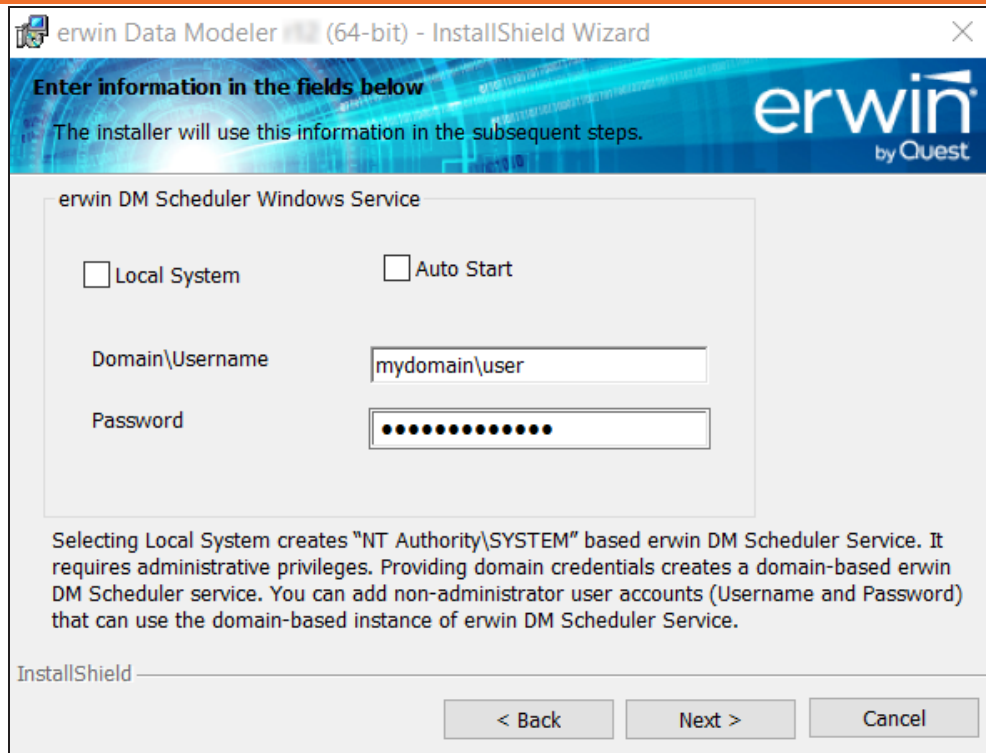 erwin Data Modeler (64-bit) - InstallShield Wizard
Enter information in the fields below
The installer will use this information in the subsequent steps.
erwin
by Quest
erwin DM Scheduler Windows Service
Local System
Auto Start
Domain\Username
mydomain\user
Password
•••••••••••••
Selecting Local System creates “NT Authority\SYSTEM” based erwin DM Scheduler Service. It
requires administrative privileges. Providing domain credentials creates a domain-based erwin
DM Scheduler service. You can add non-administrator user accounts (Username and Password)
that can use the domain-based instance of erwin DM Scheduler Service.
InstallShield
< Back
Next >
Cancel